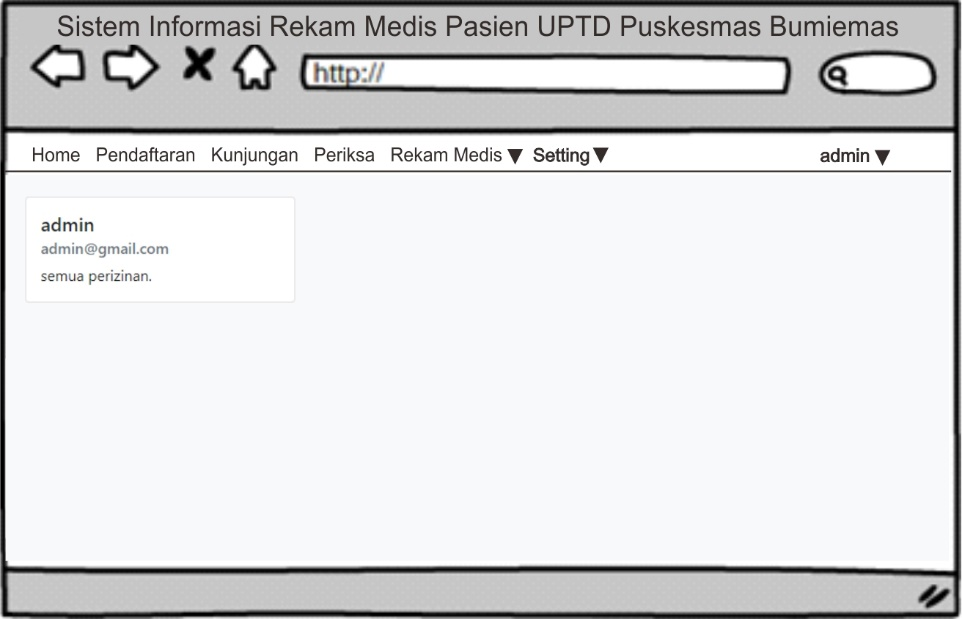 Sistem Informasi Rekam Medis Pasien UPTD Puskesmas Bumiemas
http://
Home Pendaftaran Kunjungan Periksa Rekam Medis ▼ Setting ▼ admin ▼
admin
admin@gmail.com
semua perizinan.